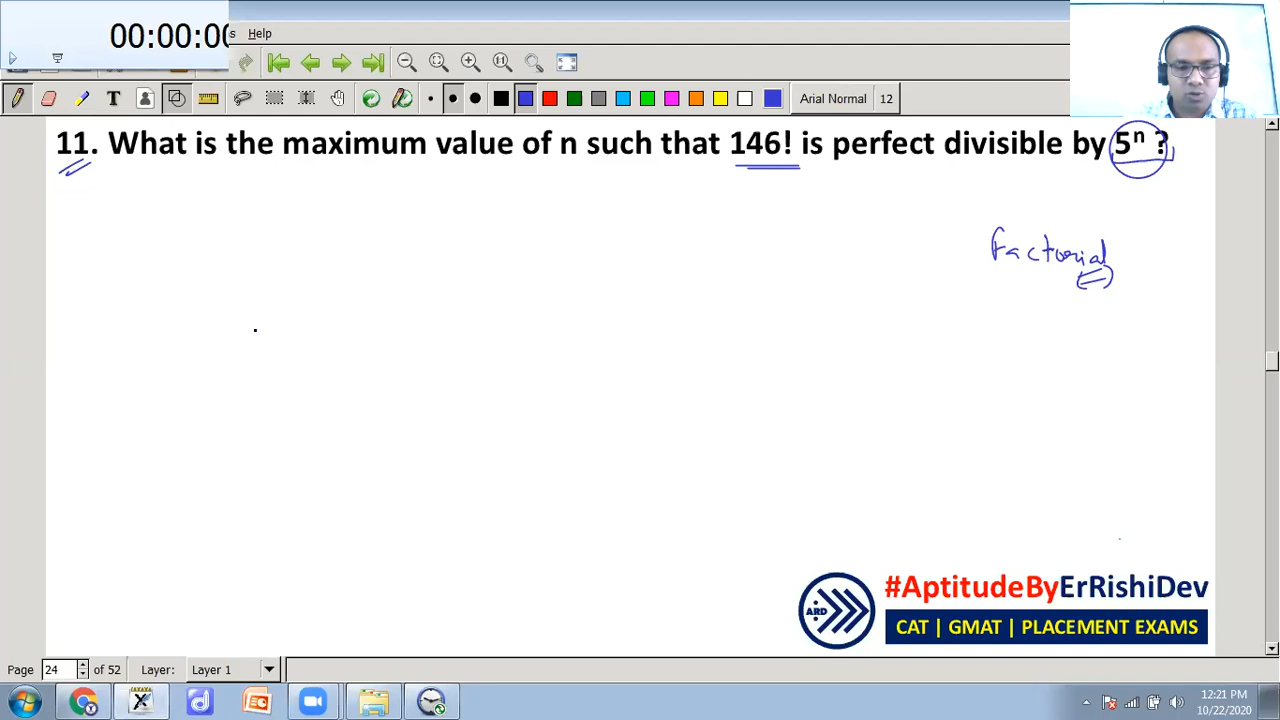 00:00:00
s Help
Arial Normal 12
11. What is the maximum value of n such that 146! is perfect divisible by 5ⁿ ?
Factorial
#AptitudeByErRishiDev
ARD
CAT | GMAT | PLACEMENT EXAMS
Page 24 of 52 Layer: Layer 1
12:21 PM
10/22/2020